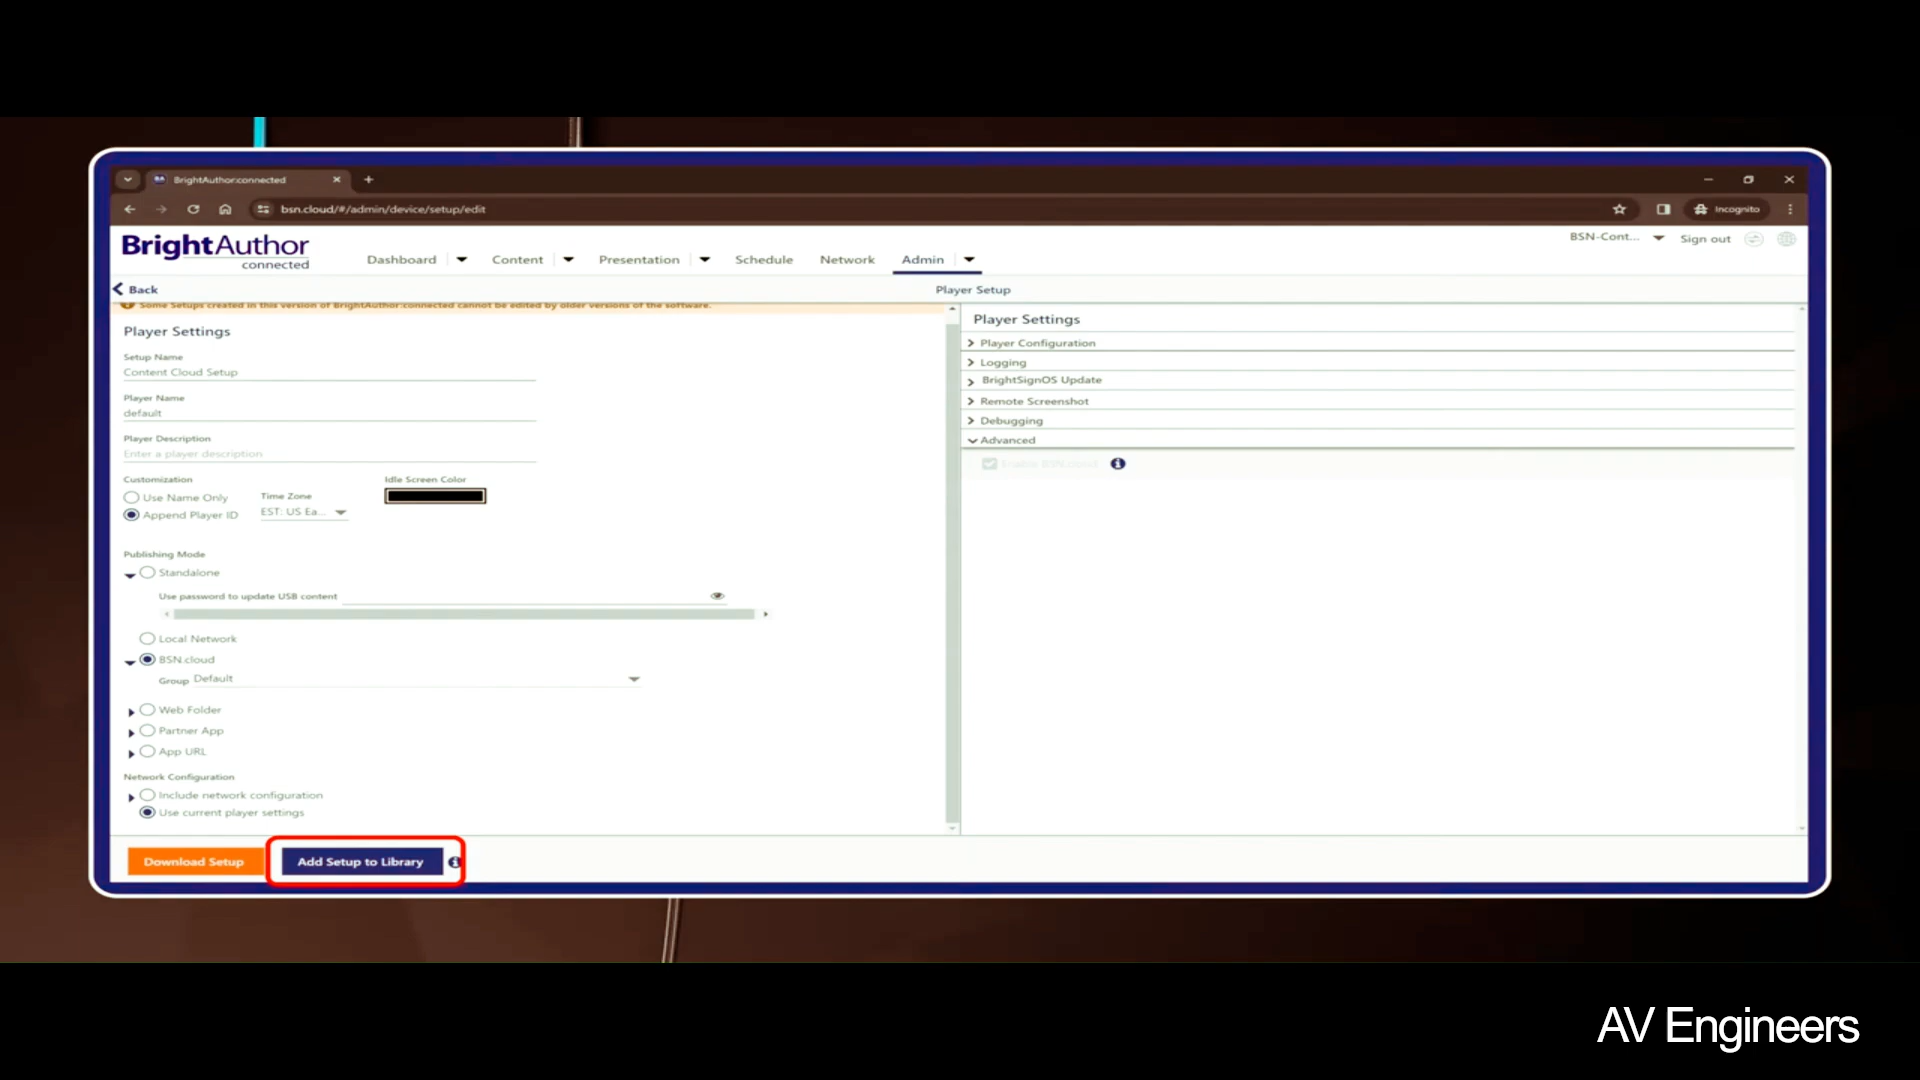 BrightAuthor:connected
bsn.cloud/#/admin/device/setup/edit
Incognito
BrightAuthor
connected
Dashboard
Content
Presentation
Schedule
Network
Admin
BSN-Cont...
Sign out
Back
Player Setup
Some Setups created in this version of BrightAuthor:connected cannot be edited by older versions of the software.
Player Settings
Setup Name
Content Cloud Setup
Player Name
default
Player Description
Enter a player description
Customization
Use Name Only
Append Player ID
Time Zone
EST: US Ea...
Idle Screen Color
Publishing Mode
Standalone
Use password to update USB content
Local Network
BSN.cloud
Group Default
Web Folder
Partner App
App URL
Network Configuration
Include network configuration
Use current player settings
Download Setup
Add Setup to Library
Player Settings
Player Configuration
Logging
BrightSignOS Update
Remote Screenshot
Debugging
Advanced
Enable BSN.cloud
AV Engineers